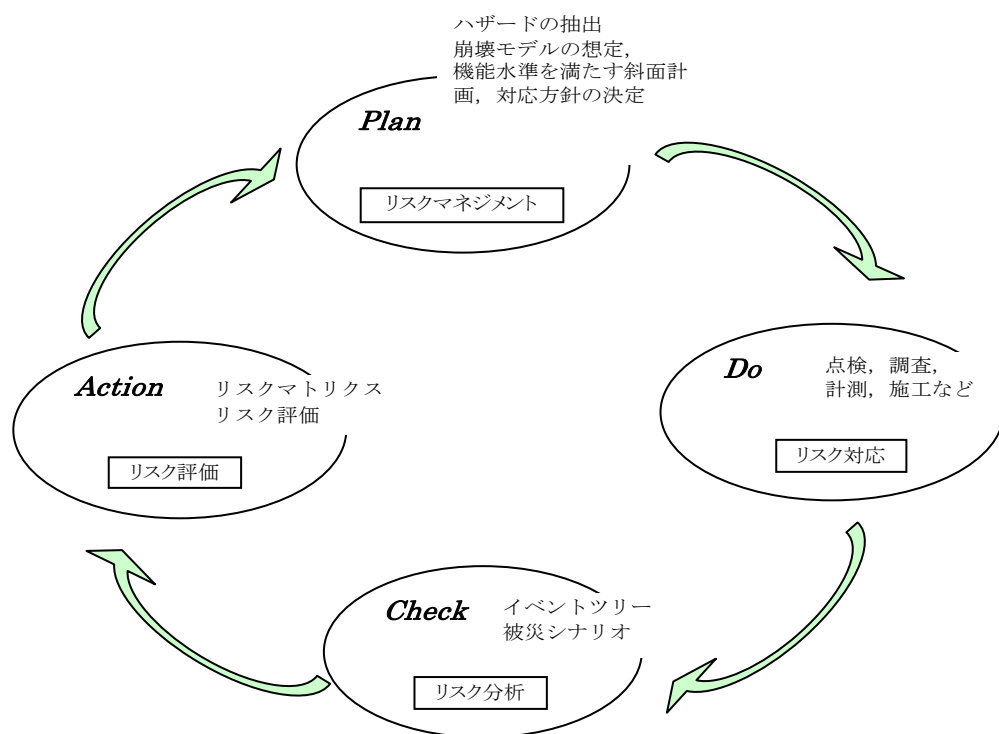 ハザードの抽出
崩壊モデルの想定,
機能水準を満たす斜面計
画, 対応方針の決定
Plan
リスクマネジメント
Do
点検, 調査,
計測, 施工など
リスク対応
Check
イベントツリー
被災シナリオ
リスク分析
Action
リスクマトリクス
リスク評価
リスク評価